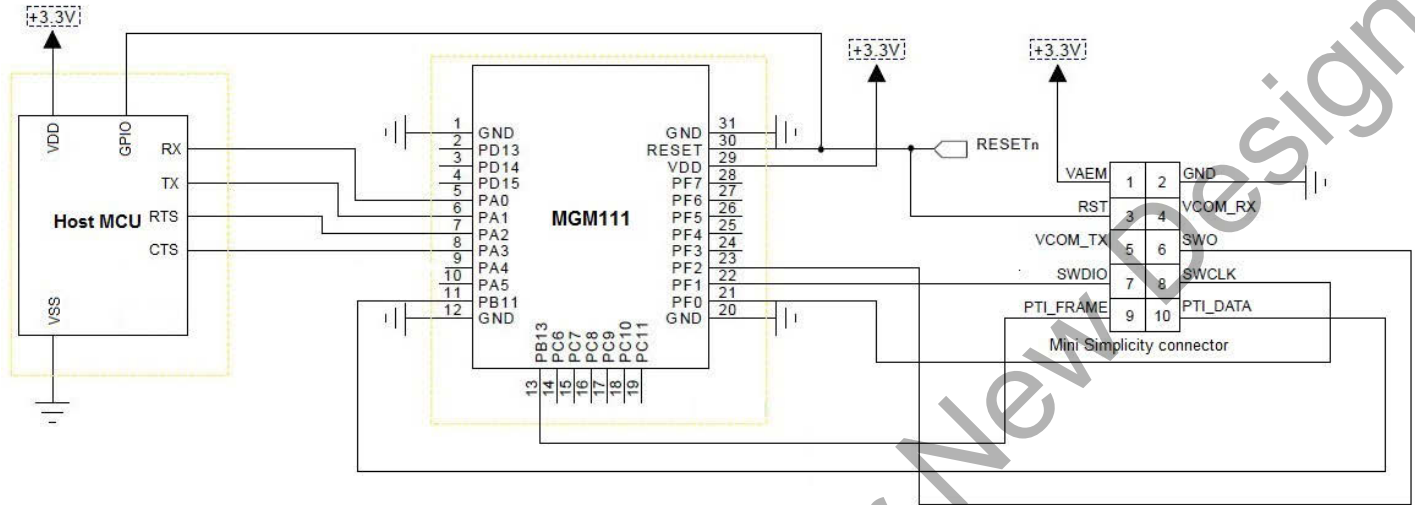 +3.3V
VDD
GPIO
RX
TX
RTS
CTS
VSS
Host MCU
1
GND
2
PD13
3
PD14
4
PD15
5
PA0
6
PA1
7
PA2
8
PA3
9
PA4
10
PA5
11
PB11
12
GND
MGM111
31
GND
30
RESET
29
VDD
28
PF7
27
PF6
26
PF5
25
PF4
24
PF3
23
PF2
22
PF1
21
PF0
20
GND
PB13
PC6
PC7
PC8
PC9
PC10
PC11
13
14
15
16
17
18
19
+3.3V
RESETn
+3.3V
VAEM 1 2 GND
RST 3 4 VCOM_RX
VCOM_TX 5 6 SWO
SWDIO 7 8 SWCLK
PTI_FRAME 9 10 PTI_DATA
Mini Simplicity connector
New Design